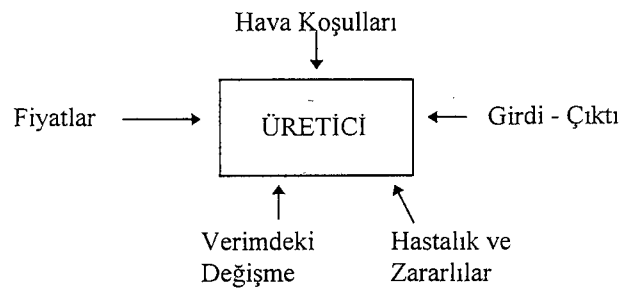 Hava Koşulları
Fiyatlar
ÜRETİCİ
Girdi - Çıktı
Verimdeki
Değişme
Hastalık ve
Zararlılar